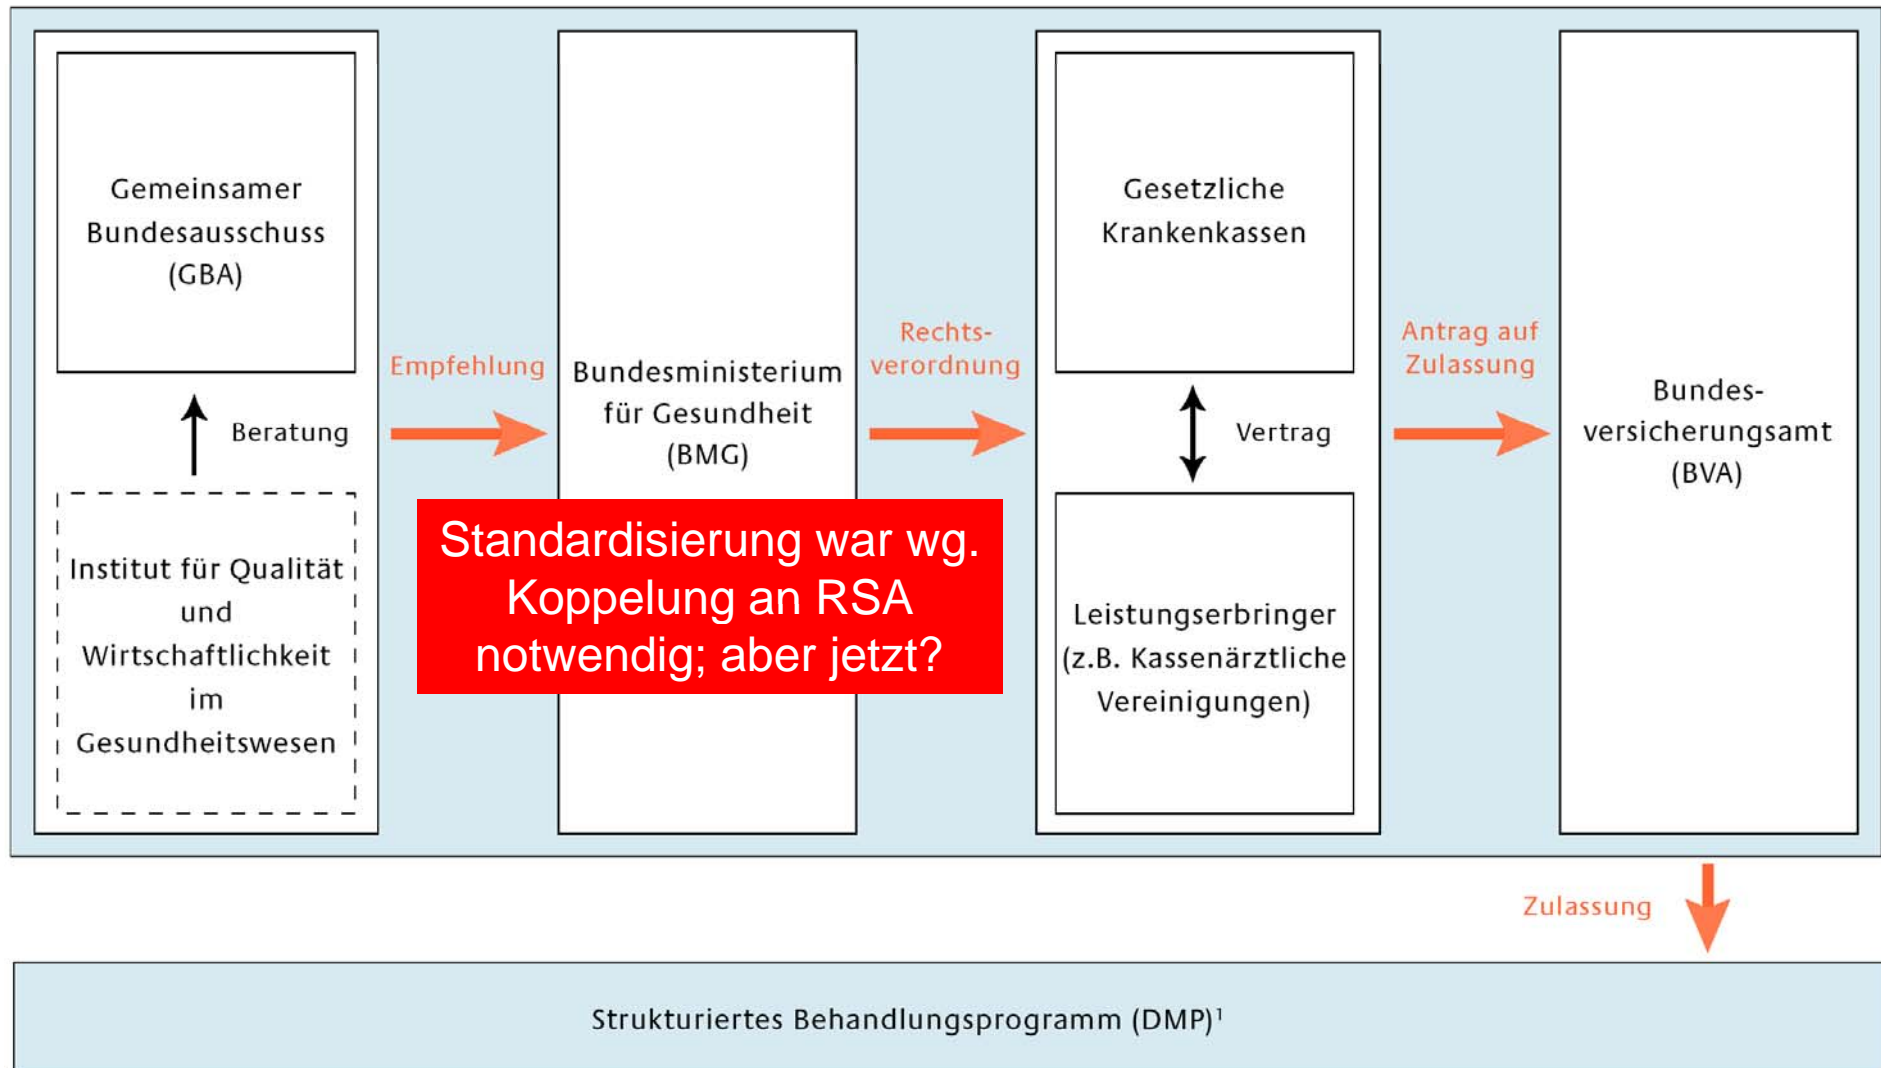 Gemeinsamer
Bundesausschuss
(GBA)
Beratung
Institut für Qualität
und
Wirtschaftlichkeit
im
Gesundheitswesen
Empfehlung
Bundesministerium
für Gesundheit
(BMG)
Standardisierung war wg.
Koppelung an RSA
notwendig; aber jetzt?
Rechts-
verordnung
Gesetzliche
Krankenkassen
Vertrag
Leistungserbringer
(z.B. Kassenärztliche
Vereinigungen)
Antrag auf
Zulassung
Bundes-
versicherungsamt
(BVA)
Zulassung
Strukturiertes Behandlungsprogramm (DMP)¹